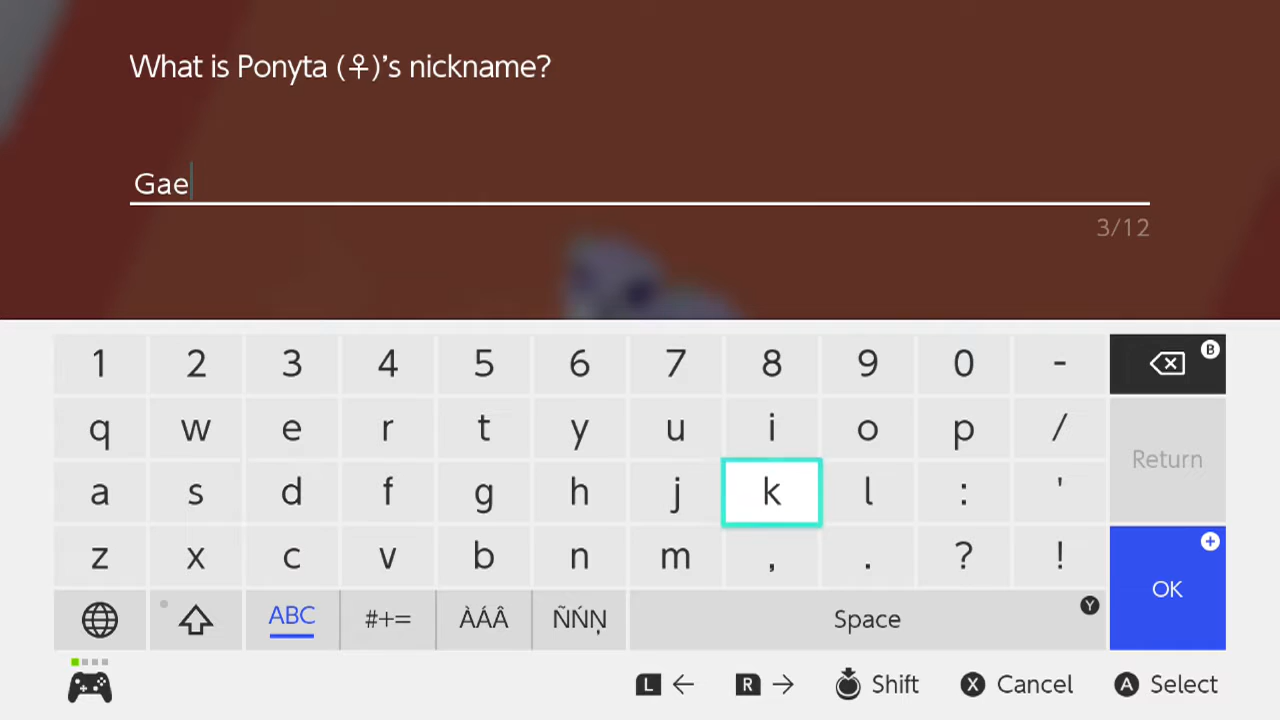 What is Ponyta (♀)'s nickname?
Gae
3/12
1 2 3 4 5 6 7 8 9 0 -
q w e r t y u i o p /
Return
a s d f g h j k l : '
z x c v b n m , . ? !
OK
ABC #+= ÀÁÂ ÑŃŅ Space
L ← R → Shift X Cancel A Select
B
+
Y